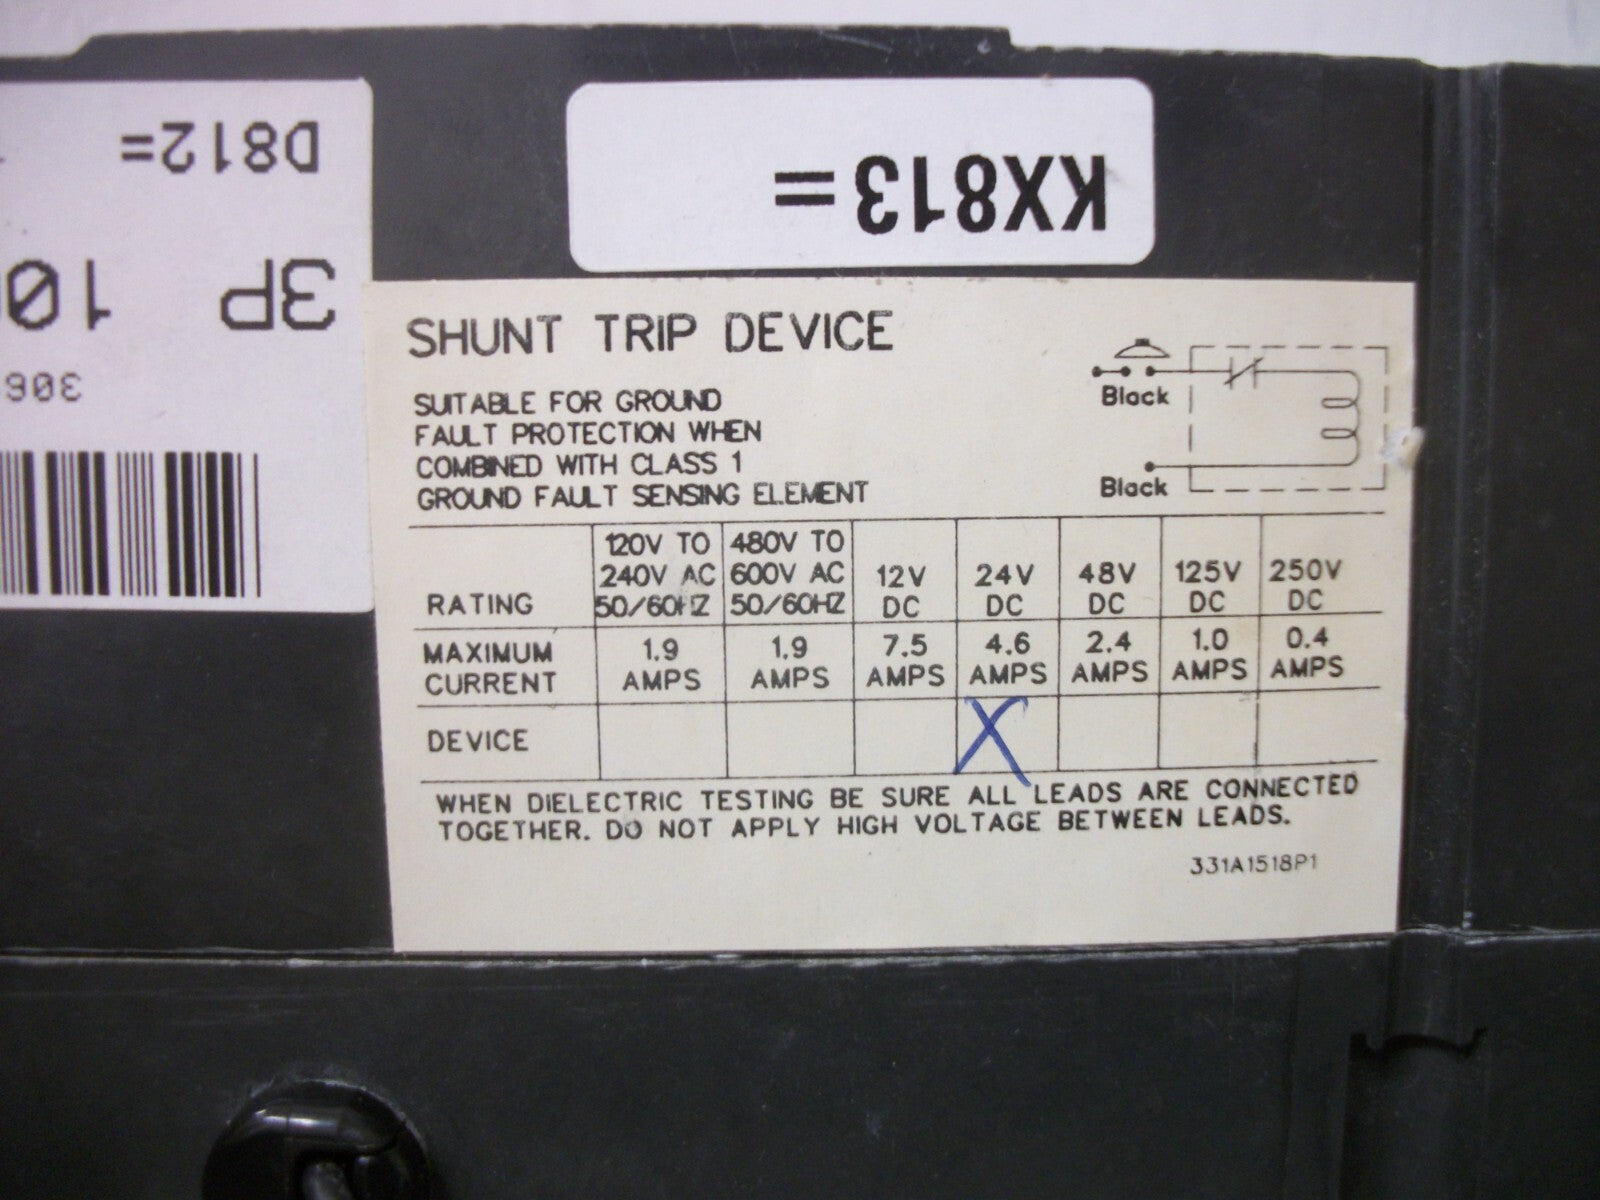 D812=
3P 10
306
KX813=
SHUNT TRIP DEVICE
SUITABLE FOR GROUND
FAULT PROTECTION WHEN
COMBINED WITH CLASS 1
GROUND FAULT SENSING ELEMENT
Black
Black
RATING 120V TO 240V AC 50/60HZ 480V TO 600V AC 50/60HZ 12V DC 24V DC 48V DC 125V DC 250V DC
MAXIMUM CURRENT 1.9 AMPS 1.9 AMPS 7.5 AMPS 4.6 AMPS 2.4 AMPS 1.0 AMPS 0.4 AMPS
DEVICE X
WHEN DIELECTRIC TESTING BE SURE ALL LEADS ARE CONNECTED
TOGETHER. DO NOT APPLY HIGH VOLTAGE BETWEEN LEADS.
331A1518P1